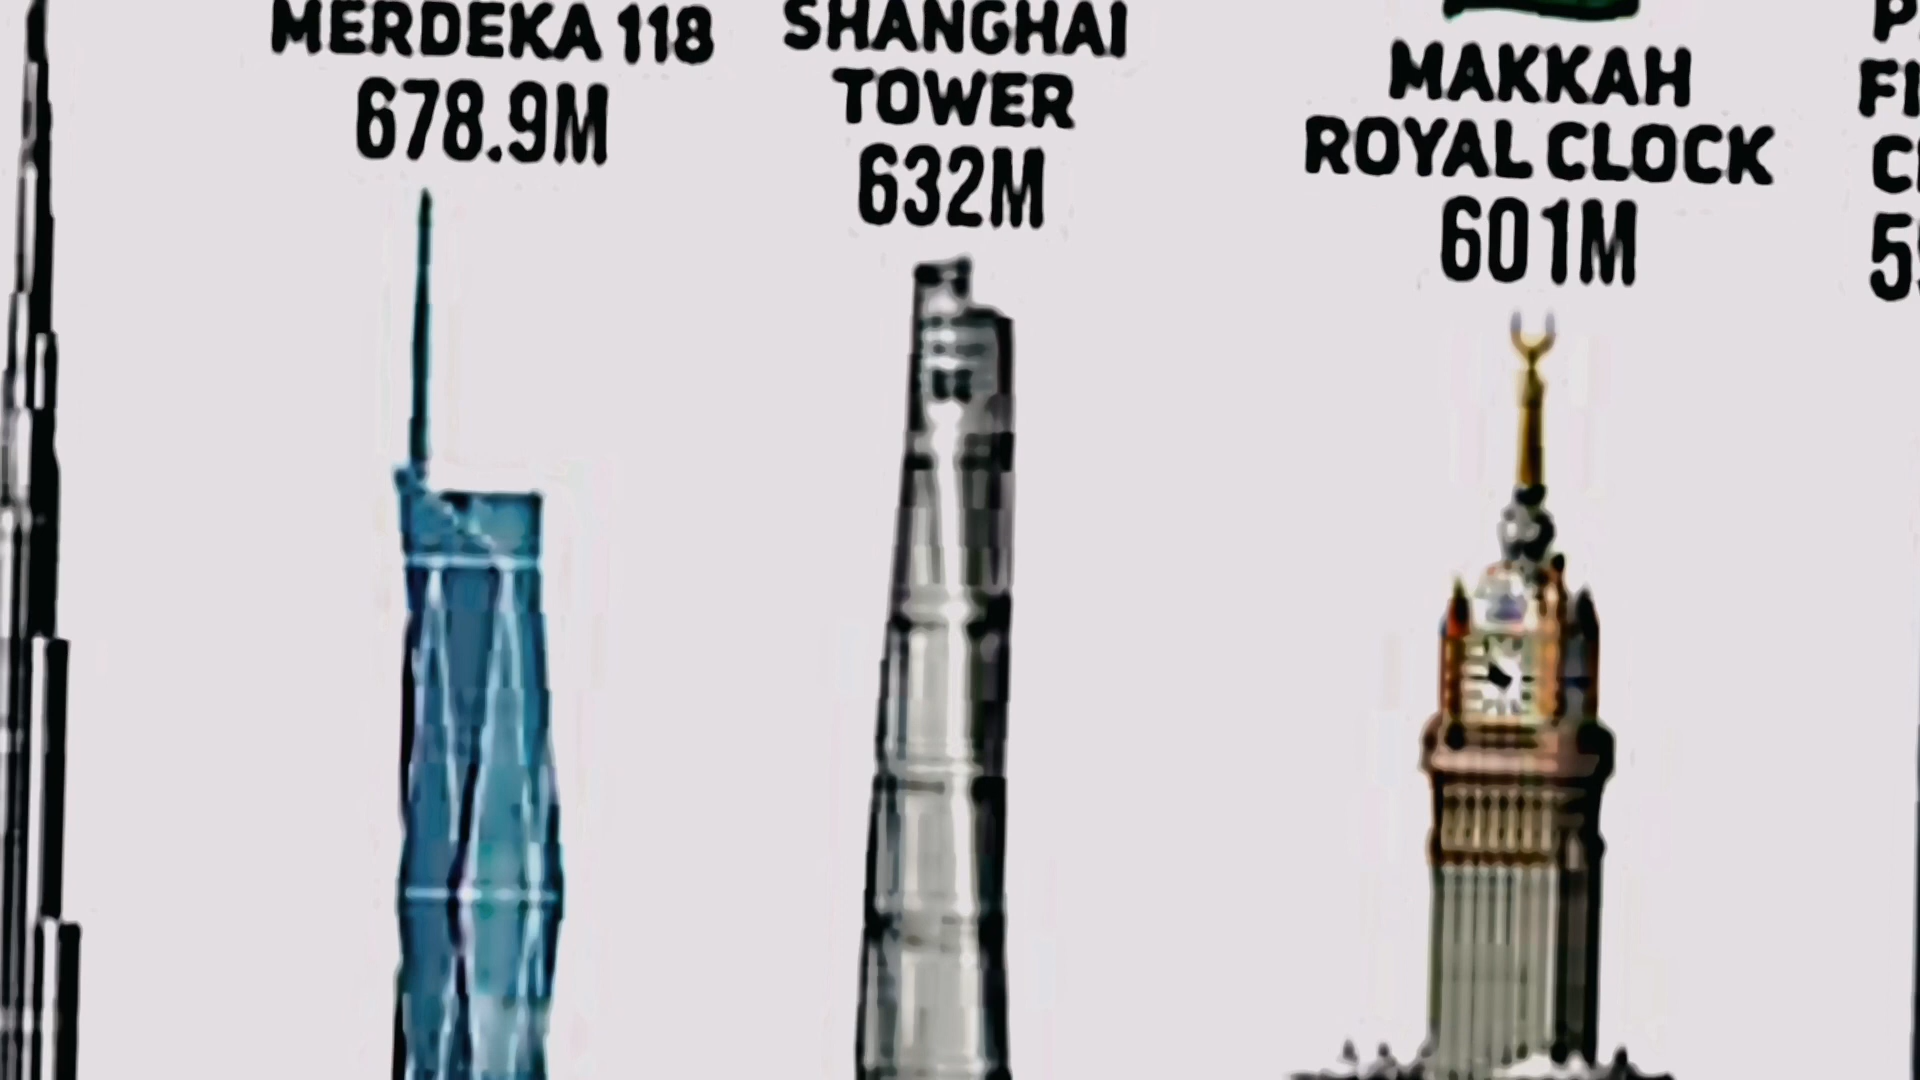 MERDEKA 118
678.9M
SHANGHAI
TOWER
632M
MAKKAH
ROYAL CLOCK
601M